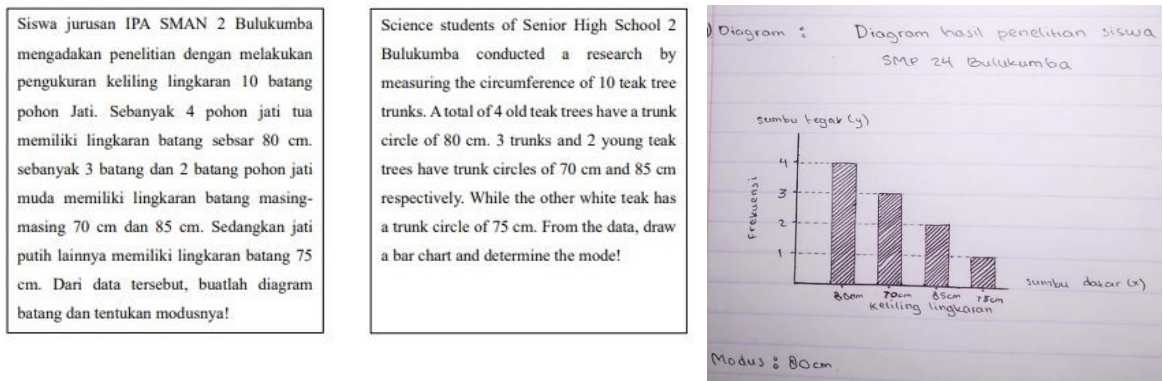 Siswa jurusan IPA SMAN 2 Bulukumba
mengadakan penelitian dengan melakukan
pengukuran keliling lingkaran 10 batang
pohon Jati. Sebanyak 4 pohon jati tua
memiliki lingkaran batang sebsar 80 cm.
sebanyak 3 batang dan 2 batang pohon jati
muda memiliki lingkaran batang masing-
masing 70 cm dan 85 cm. Sedangkan jati
putih lainnya memiliki lingkaran batang 75
cm. Dari data tersebut, buatlah diagram
batang dan tentukan modusnya!
Science students of Senior High School 2
Bulukumba conducted a research by
measuring the circumference of 10 teak tree
trunks. A total of 4 old teak trees have a trunk
circle of 80 cm. 3 trunks and 2 young teak
trees have trunk circles of 70 cm and 85 cm
respectively. While the other white teak has
a trunk circle of 75 cm. From the data, draw
a bar chart and determine the mode!
) Diagram : Diagram hasil penelitian siswa
SMP 24 Bulukumba
sumbu tegak (y)
Frekuensi
4
3
2
1
80cm 70cm 85cm 75cm
sumbu datar (x)
Keliling lingkaran
Modus : 80 cm.